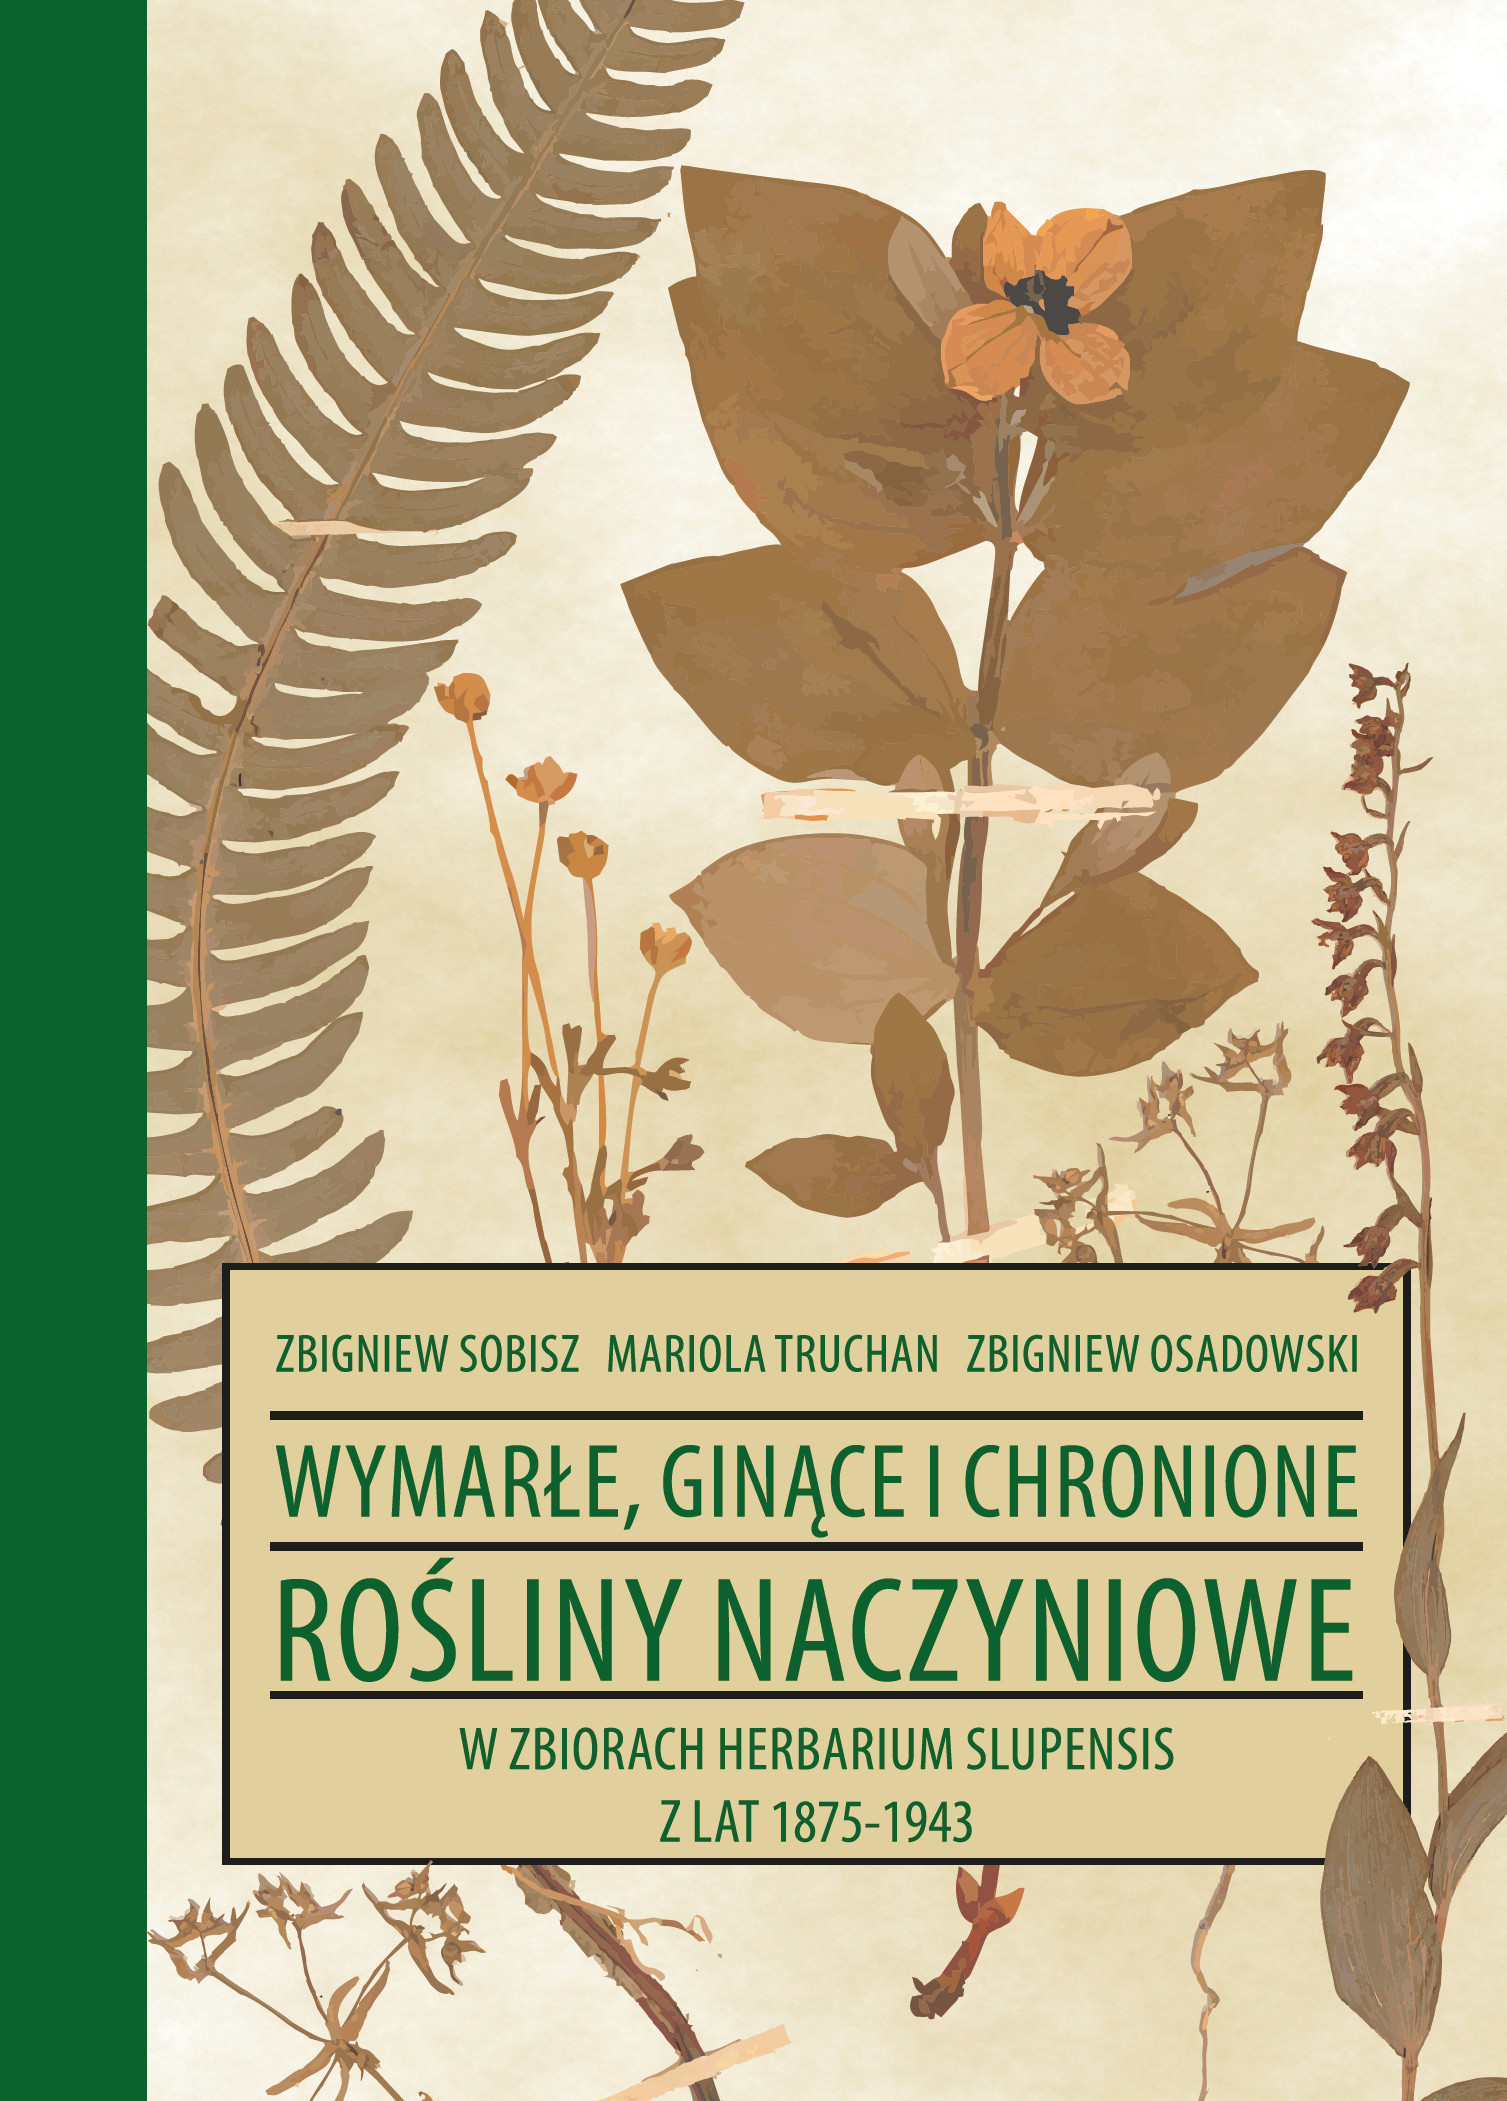 ZBIGNIEW SOBISZ MARIOLA TRUCHAN ZBIGNIEW OSADOWSKI
WYMARŁE, GINĄCE I CHRONIONE
ROŚLINY NACZYNIOWE
W ZBIORACH HERBARIUM SLUPENSIS
Z LAT 1875-1943